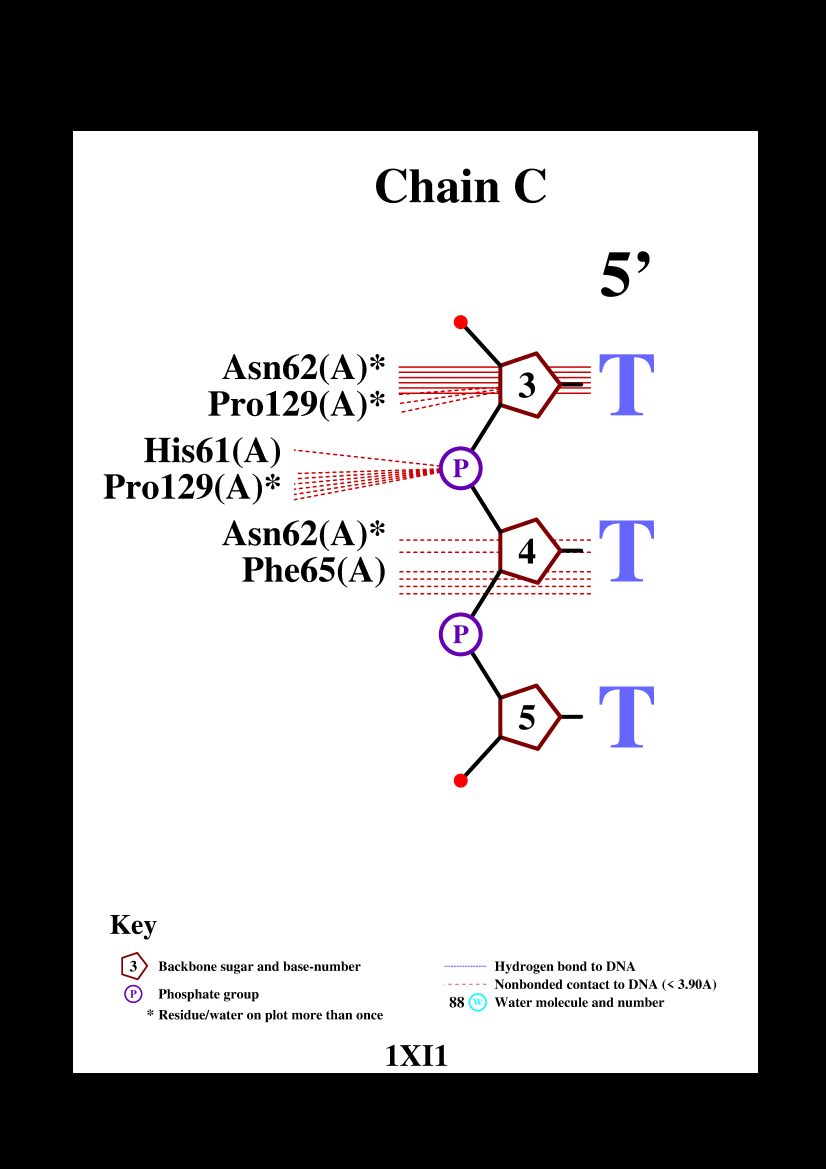 Chain C
5’
Asn62(A)*
Pro129(A)*
3
T
His61(A)
Pro129(A)*
P
Asn62(A)*
Phe65(A)
4
T
P
5
T
Key
3 Backbone sugar and base-number
P Phosphate group
* Residue/water on plot more than once
Hydrogen bond to DNA
Nonbonded contact to DNA (< 3.90A)
88 W Water molecule and number
1XI1